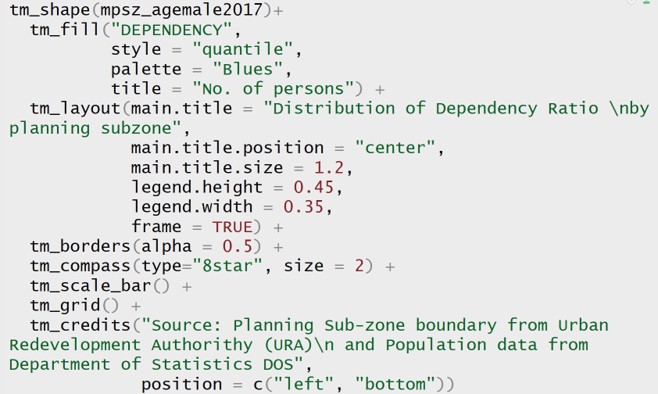 tm_shape(mpsz_agemale2017)+
  tm_fill("DEPENDENCY",
          style = "quantile",
          palette = "Blues",
          title = "No. of persons") +
  tm_layout(main.title = "Distribution of Dependency Ratio \nby
planning subzone",
            main.title.position = "center",
            main.title.size = 1.2,
            legend.height = 0.45,
            legend.width = 0.35,
            frame = TRUE) +
  tm_borders(alpha = 0.5) +
  tm_compass(type="8star", size = 2) +
  tm_scale_bar() +
  tm_grid() +
  tm_credits("Source: Planning Sub-zone boundary from Urban
Redevelopment Authorithy (URA)\n and Population data from
Department of Statistics DOS",
             position = c("left", "bottom"))